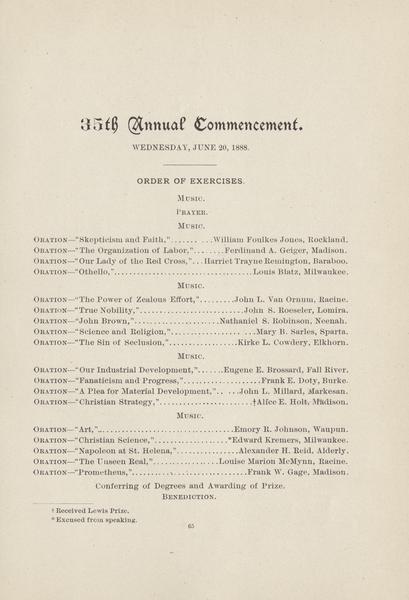 35th Annual Commencement.
WEDNESDAY, JUNE 20, 1888.
ORDER OF EXERCISES.
MUSIC.
PRAYER.
MUSIC.
ORATION—"Skepticism and Faith,"....... ...William Foulkes Jones, Rockland.
ORATION—"The Organization of Labor,"........Ferdinand A. Geiger, Madison.
ORATION—"Our Lady of the Red Cross,"...Harriet Trayne Remington, Baraboo.
ORATION—"Othello,"...................................Louis Blatz, Milwaukee.
MUSIC.
ORATION—"The Power of Zealous Effort,".........John L. Van Ornum, Racine.
ORATION—"True Nobility,"...........................John S. Roeseler, Lomira.
ORATION—"John Brown,"......................Nathaniel S. Robinson, Neenah.
ORATION—"Science and Religion,"......................Mary B. Sarles, Sparta.
ORATION—"The Sin of Seclusion,"..................Kirke L. Cowdery, Elkhorn.
MUSIC.
ORATION—"Our Industrial Development,".......Eugene E. Brossard, Fall River.
ORATION—"Fanaticism and Progress,"....................Frank E. Doty, Burke.
ORATION—"A Plea for Material Development,".. ...John L. Millard, Markesan.
ORATION—"Christian Strategy,"........................†Alice E. Holt, Madison.
MUSIC.
ORATION—"Art,"...................................Emory R. Johnson, Waupun.
ORATION—"Christian Science,"..................*Edward Kremers, Milwaukee.
ORATION—"Napoleon at St. Helena,"................Alexander H. Reid, Alderly.
ORATION—"The Unseen Real,".................Louise Marion McMynn, Racine.
ORATION—"Prometheus,"..............................Frank W. Gage, Madison.
Conferring of Degrees and Awarding of Prize.
BENEDICTION.
† Received Lewis Prize.
* Excused from speaking.
65